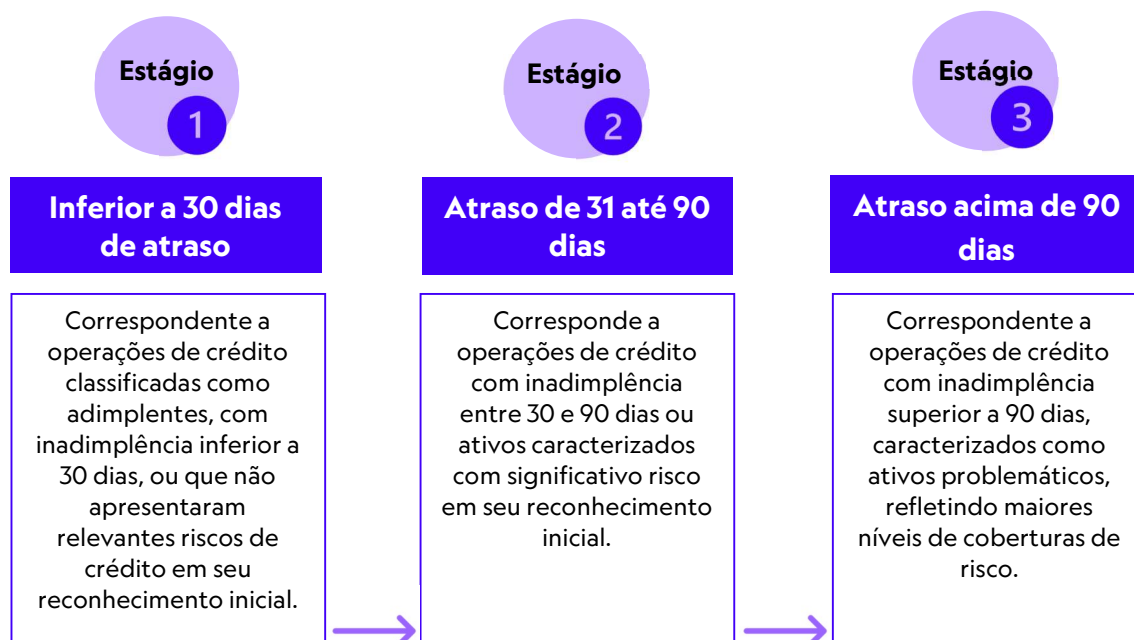 Estágio
1
Inferior a 30 dias
de atraso
Correspondente a
operações de crédito
classificadas como
adimplentes, com
inadimplência inferior a
30 dias, ou que não
apresentaram
relevantes riscos de
crédito em seu
reconhecimento inicial.
Estágio
2
Atraso de 31 até 90
dias
Corresponde a
operações de crédito
com inadimplência
entre 30 e 90 dias ou
ativos caracterizados
com significativo risco
em seu reconhecimento
inicial.
Estágio
3
Atraso acima de 90
dias
Correspondente a
operações de crédito
com inadimplência
superior a 90 dias,
caracterizados como
ativos problemáticos,
refletindo maiores
níveis de coberturas de
risco.